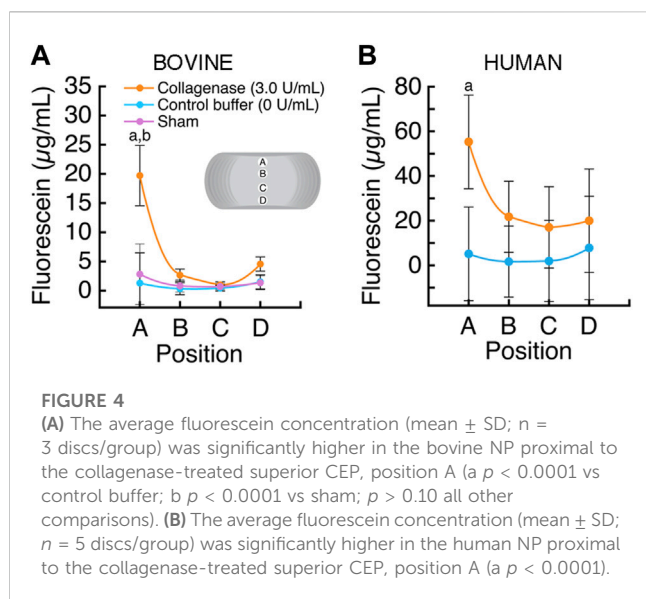 A BOVINE
35
30
25
20
15
10
5
0
Fluorescein (µg/mL)
Collagenase (3.0 U/mL)
Control buffer (0 U/mL)
Sham
a,b
A
B
C
D
A B C D
Position
B HUMAN
80
60
40
20
0
Fluorescein (µg/mL)
a
A B C D
Position
FIGURE 4
(A) The average fluorescein concentration (mean ± SD; n =
3 discs/group) was significantly higher in the bovine NP proximal to
the collagenase-treated superior CEP, position A (a p < 0.0001 vs
control buffer; b p < 0.0001 vs sham; p > 0.10 all other
comparisons). (B) The average fluorescein concentration (mean ± SD;
n = 5 discs/group) was significantly higher in the human NP proximal
to the collagenase-treated superior CEP, position A (a p < 0.0001).